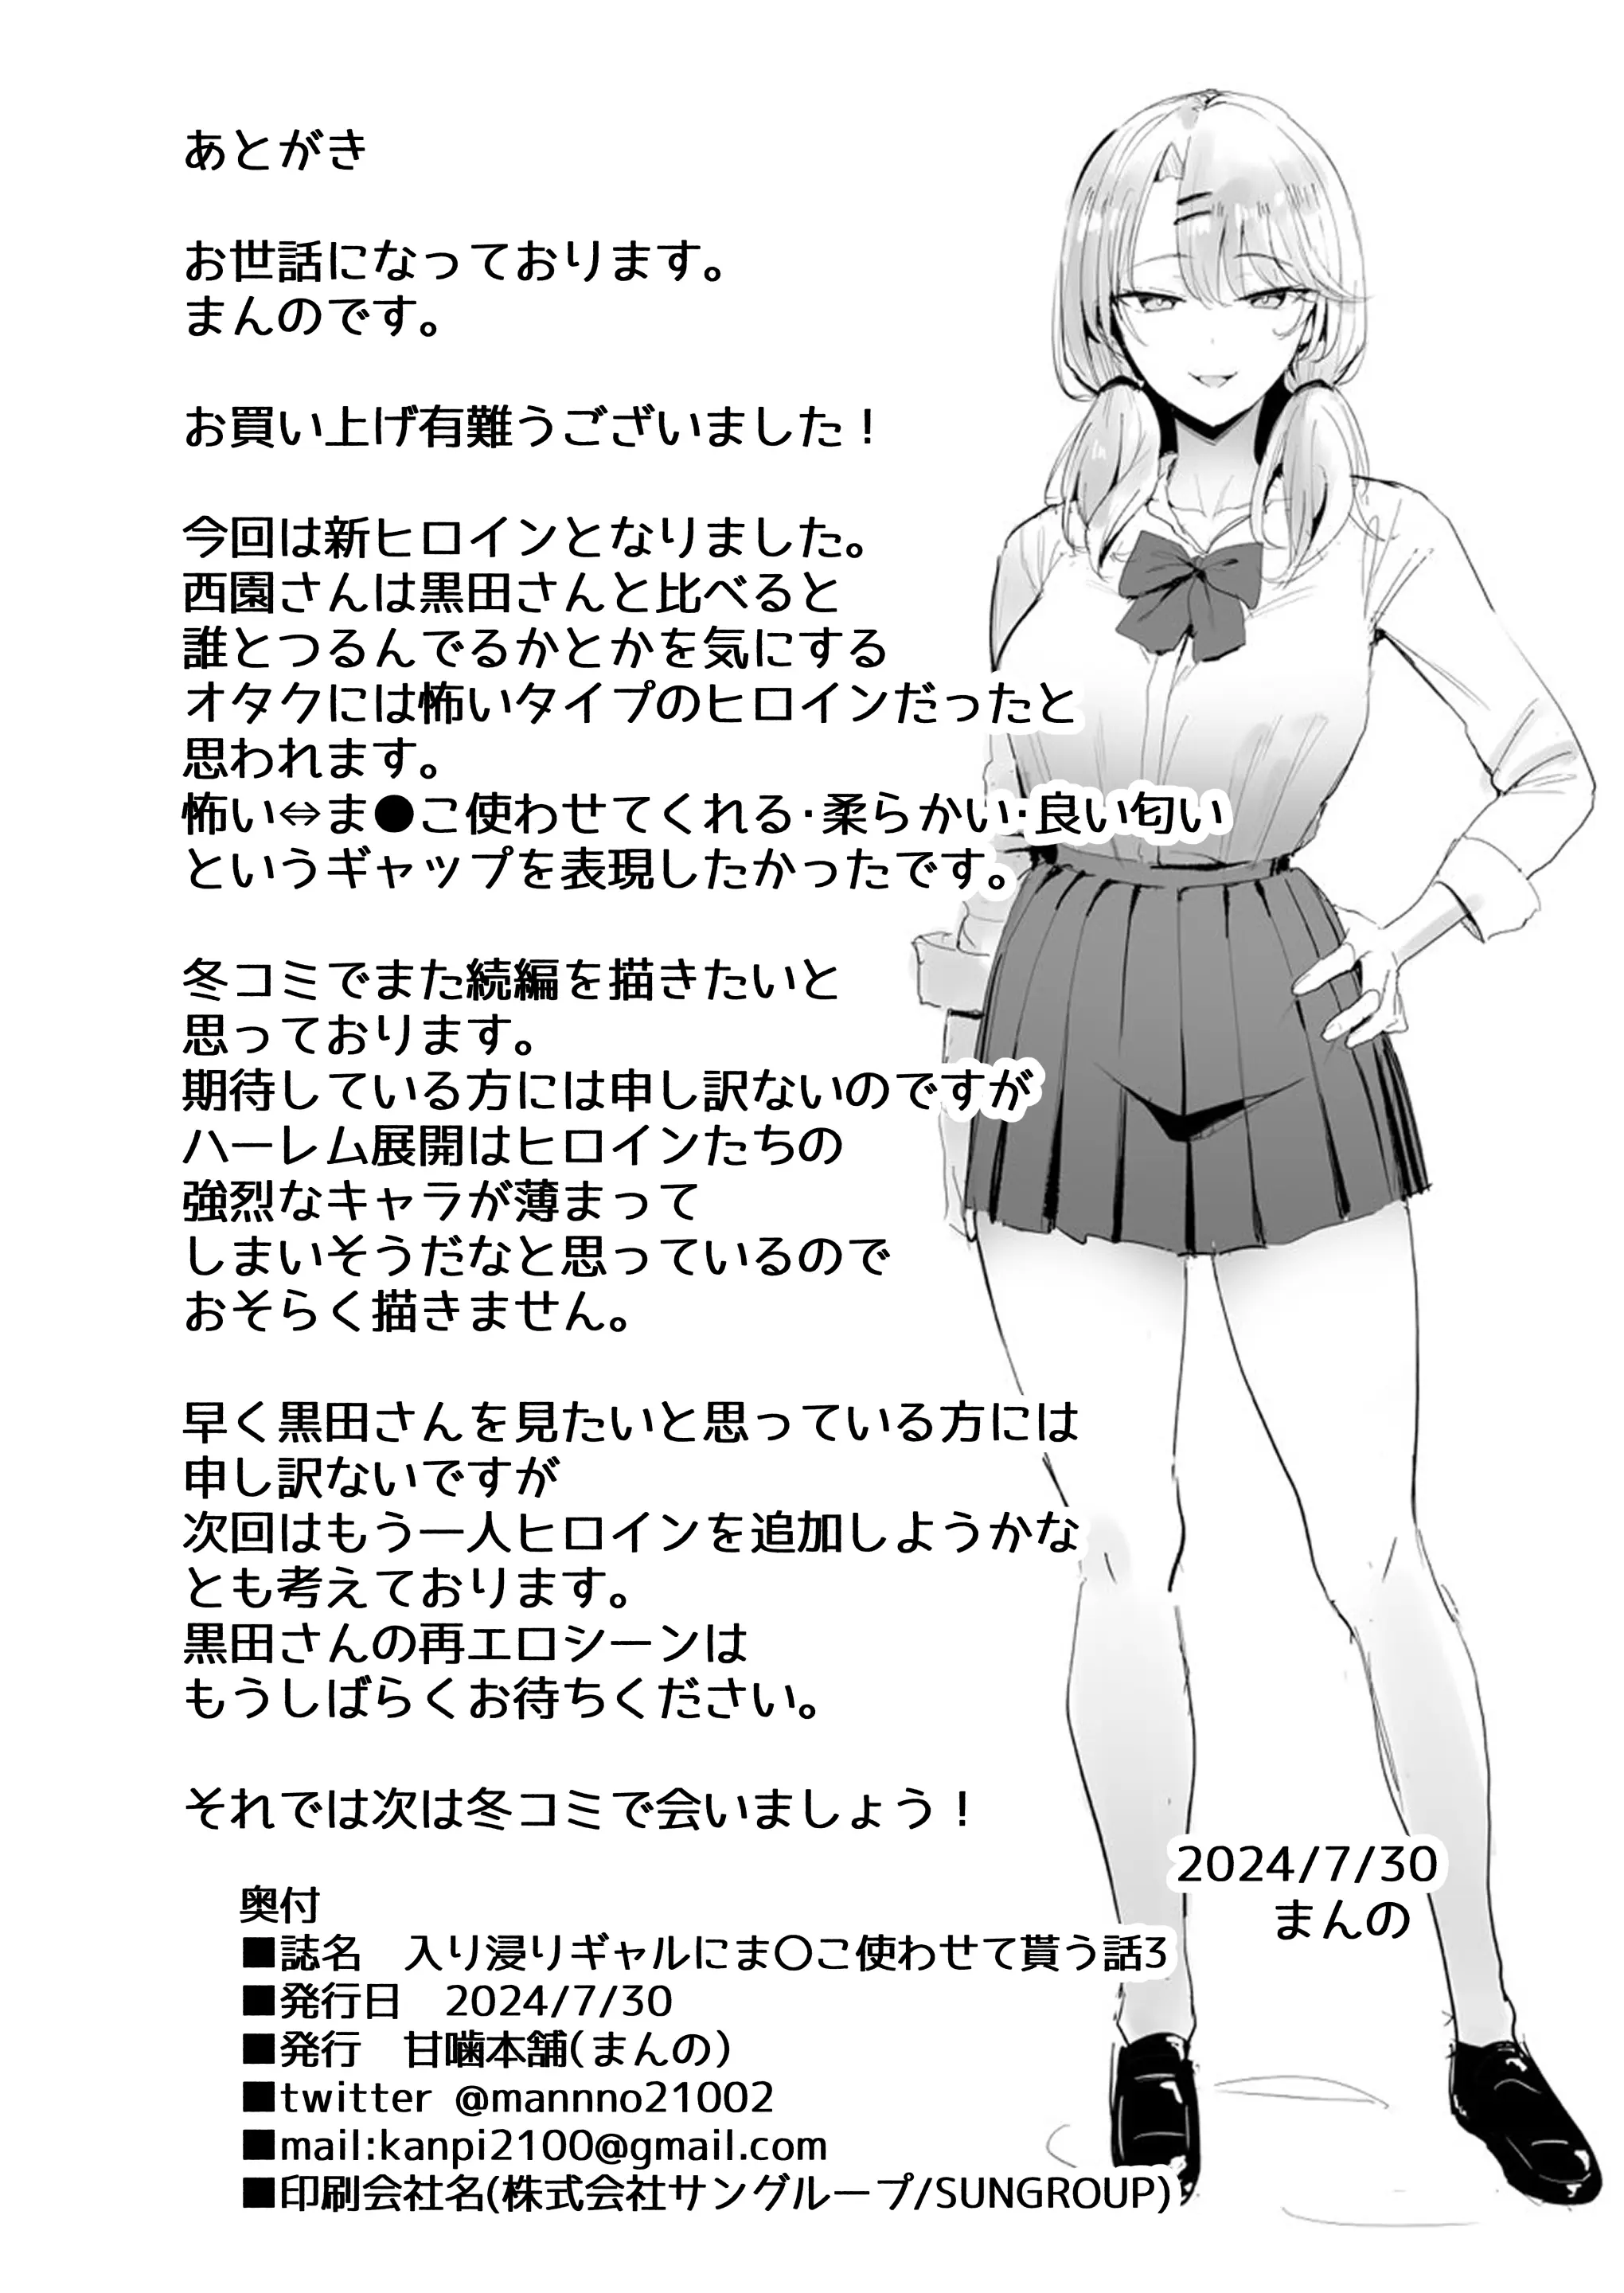 あとがき
お世話になっております。
まんのです。
お買い上げ有難うございました！
今回は新ヒロインとなりました。
西園さんは黒田さんと比べると
誰とつるんでるかとかを気にする
オタクには怖いタイプのヒロインだったと
思われます。
怖い⇔ま●こ使わせてくれる・柔らかい・良い匂い
というギャップを表現したかったです。
冬コミでまた続編を描きたいと
思っております。
期待している方には申し訳ないのですが
ハーレム展開はヒロインたちの
強烈なキャラが薄まって
しまいそうだなと思っているので
おそらく描きません。
早く黒田さんを見たいと思っている方には
申し訳ないですが
次回はもう一人ヒロインを追加しようかな
とも考えております。
黒田さんの再エロシーンは
もうしばらくお待ちください。
それでは次は冬コミで会いましょう！
2024/7/30
まんの
奥付
■誌名　入り浸りギャルにま〇こ使わせて貰う話3
■発行日　2024/7/30
■発行　甘噛本舗(まんの)
■twitter @mannno21002
■mail:kanpi2100@gmail.com
■印刷会社名(株式会社サングループ/SUNGROUP)